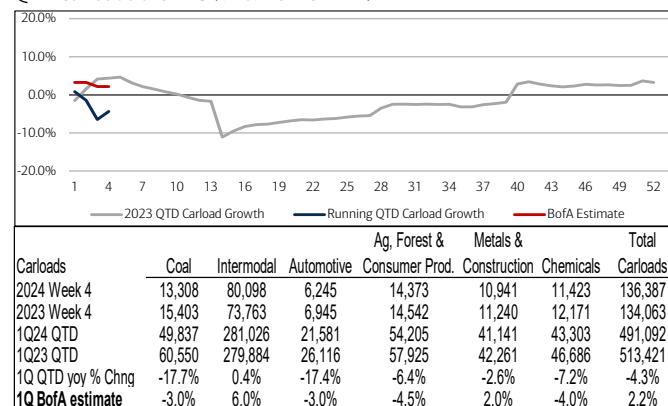 20.0%
10.0%
0.0%
-10.0%
-20.0%
1 4 7 10 13 16 19 22 25 28 31 34 37 40 43 46 49 52
2023 QTD Carload Growth Running QTD Carload Growth BofA Estimate
Ag, Forest & Metals & Total
Carloads Coal Intermodal Automotive Consumer Prod. Construction Chemicals Carloads
2024 Week 4 13,308 80,098 6,245 14,373 10,941 11,423 136,387
2023 Week 4 15,403 73,763 6,945 14,542 11,240 12,171 134,063
1Q24 QTD 49,837 281,026 21,581 54,205 41,141 43,303 491,092
1Q23 QTD 60,550 279,884 26,116 57,925 42,261 46,686 513,421
1Q QTD yoy % Chng -17.7% 0.4% -17.4% -6.4% -2.6% -7.2% -4.3%
1Q BofA estimate -3.0% 6.0% -3.0% -4.5% 2.0% -4.0% 2.2%